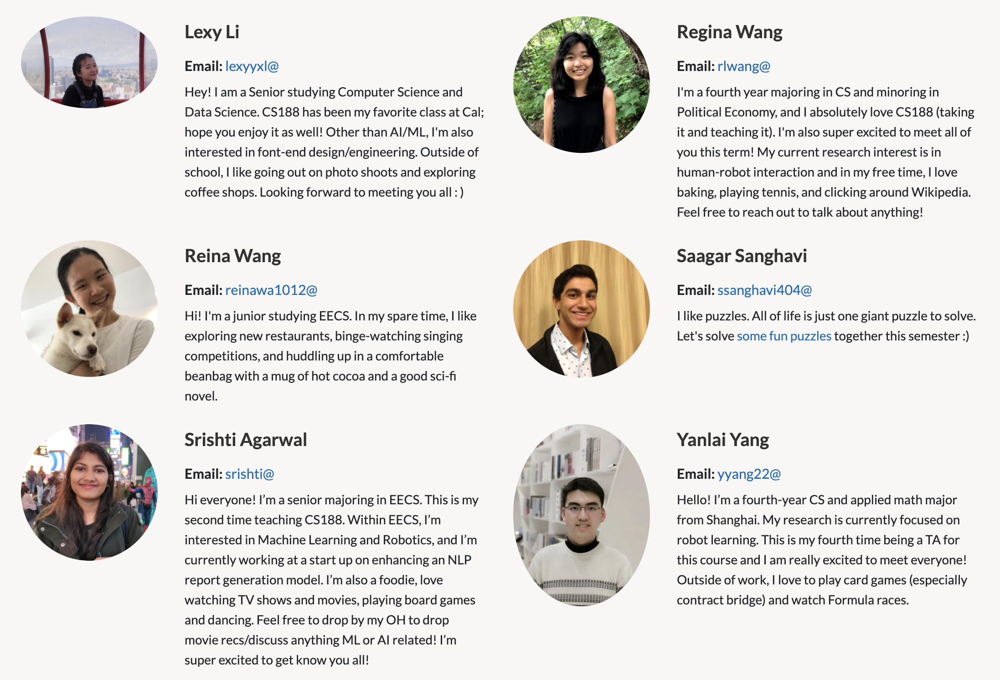 Lexy Li
Email: lexyyxl@
Hey! I am a Senior studying Computer Science and
Data Science. CS188 has been my favorite class at Cal;
hope you enjoy it as well! Other than AI/ML, I'm also
interested in font-end design/engineering. Outside of
school, I like going out on photo shoots and exploring
coffee shops. Looking forward to meeting you all : )
Regina Wang
Email: rlwang@
I'm a fourth year majoring in CS and minoring in
Political Economy, and I absolutely love CS188 (taking
it and teaching it). I'm also super excited to meet all of
you this term! My current research interest is in
human-robot interaction and in my free time, I love
baking, playing tennis, and clicking around Wikipedia.
Feel free to reach out to talk about anything!
Reina Wang
Email: reinawa1012@
Hi! I'm a junior studying EECS. In my spare time, I like
exploring new restaurants, binge-watching singing
competitions, and huddling up in a comfortable
beanbag with a mug of hot cocoa and a good sci-fi
novel.
Saagar Sanghavi
Email: ssanghavi404@
I like puzzles. All of life is just one giant puzzle to solve.
Let's solve some fun puzzles together this semester :)
Srishti Agarwal
Email: srishti@
Hi everyone! I’m a senior majoring in EECS. This is my
second time teaching CS188. Within EECS, I’m
interested in Machine Learning and Robotics, and I’m
currently working at a start up on enhancing an NLP
report generation model. I’m also a foodie, love
watching TV shows and movies, playing board games
and dancing. Feel free to drop by my OH to drop
movie recs/discuss anything ML or AI related! I’m
super excited to get know you all!
Yanlai Yang
Email: yyang22@
Hello! I’m a fourth-year CS and applied math major
from Shanghai. My research is currently focused on
robot learning. This is my fourth time being a TA for
this course and I am really excited to meet everyone!
Outside of work, I love to play card games (especially
contract bridge) and watch Formula races.